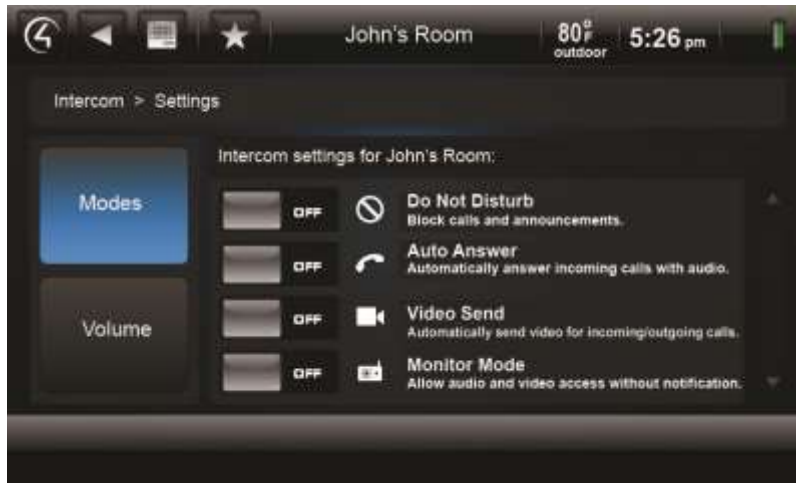 John's Room
80°F
outdoor
5:26 pm
Intercom > Settings
Modes
Volume
Intercom settings for John's Room:
OFF
Do Not Disturb
Block calls and announcements.
OFF
Auto Answer
Automatically answer incoming calls with audio.
OFF
Video Send
Automatically send video for incoming/outgoing calls.
OFF
Monitor Mode
Allow audio and video access without notification.